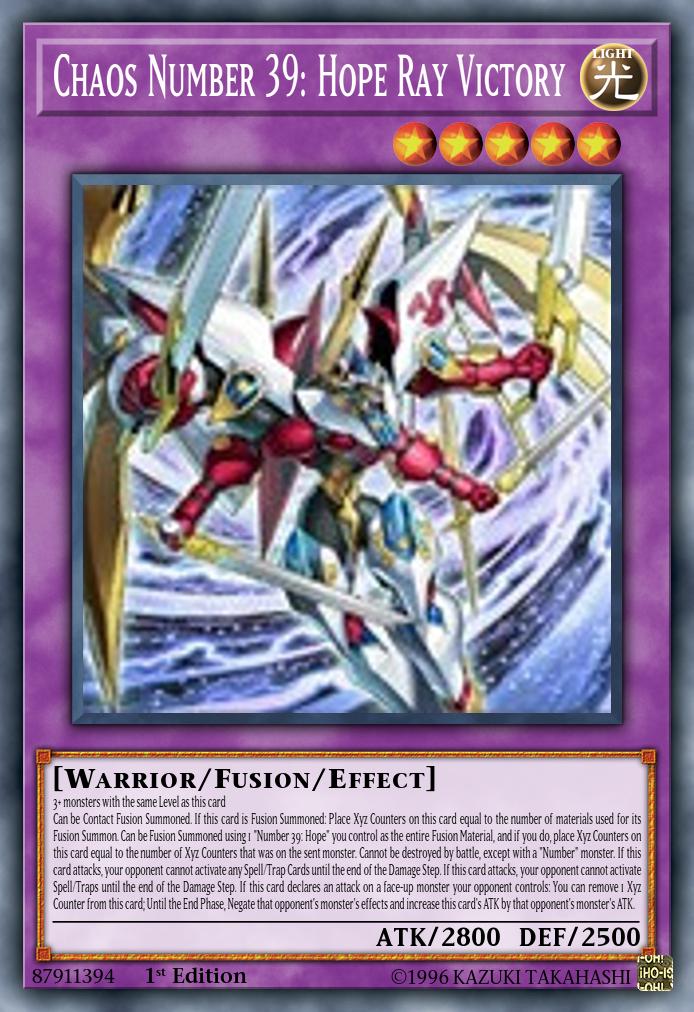 Chaos Number 39: Hope Ray Victory
LIGHT
光
[Warrior/Fusion/Effect]
3+ monsters with the same Level as this card
Can be Contact Fusion Summoned. If this card is Fusion Summoned: Place Xyz Counters on this card equal to the number of materials used for its
Fusion Summon. Can be Fusion Summoned using 1 "Number 39: Hope" you control as the entire Fusion Material, and if you do, place Xyz Counters on
this card equal to the number of Xyz Counters that was on the sent monster. Cannot be destroyed by battle, except with a "Number" monster. If this
card attacks, your opponent cannot activate any Spell/Trap Cards until the end of the Damage Step. If this card attacks, your opponent cannot activate
Spell/Traps until the end of the Damage Step. If this card declares an attack on a face-up monster your opponent controls: You can remove 1 Xyz
Counter from this card; Until the End Phase, Negate that opponent's monster's effects and increase this card's ATK by that opponent's monster's ATK.
ATK/2800 DEF/2500
87911394 1st Edition ©1996 KAZUKI TAKAHASHI